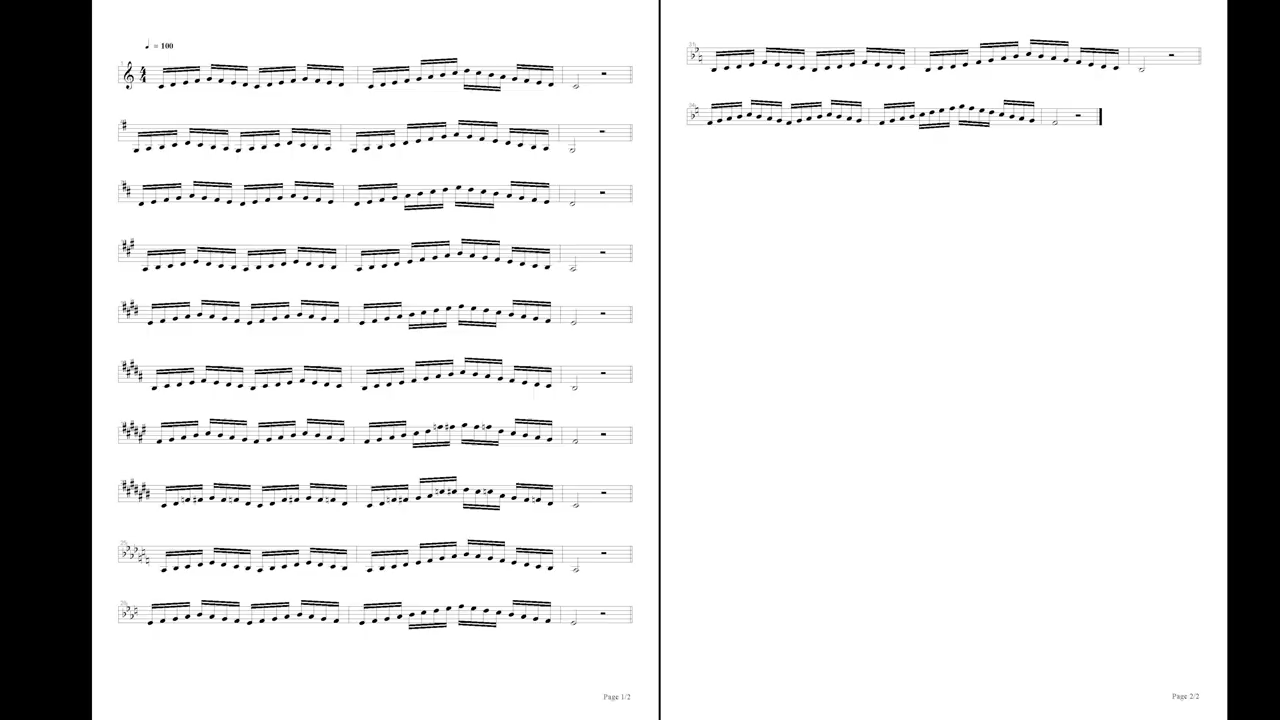 ♩ = 100
Page 1/2
Page 2/2